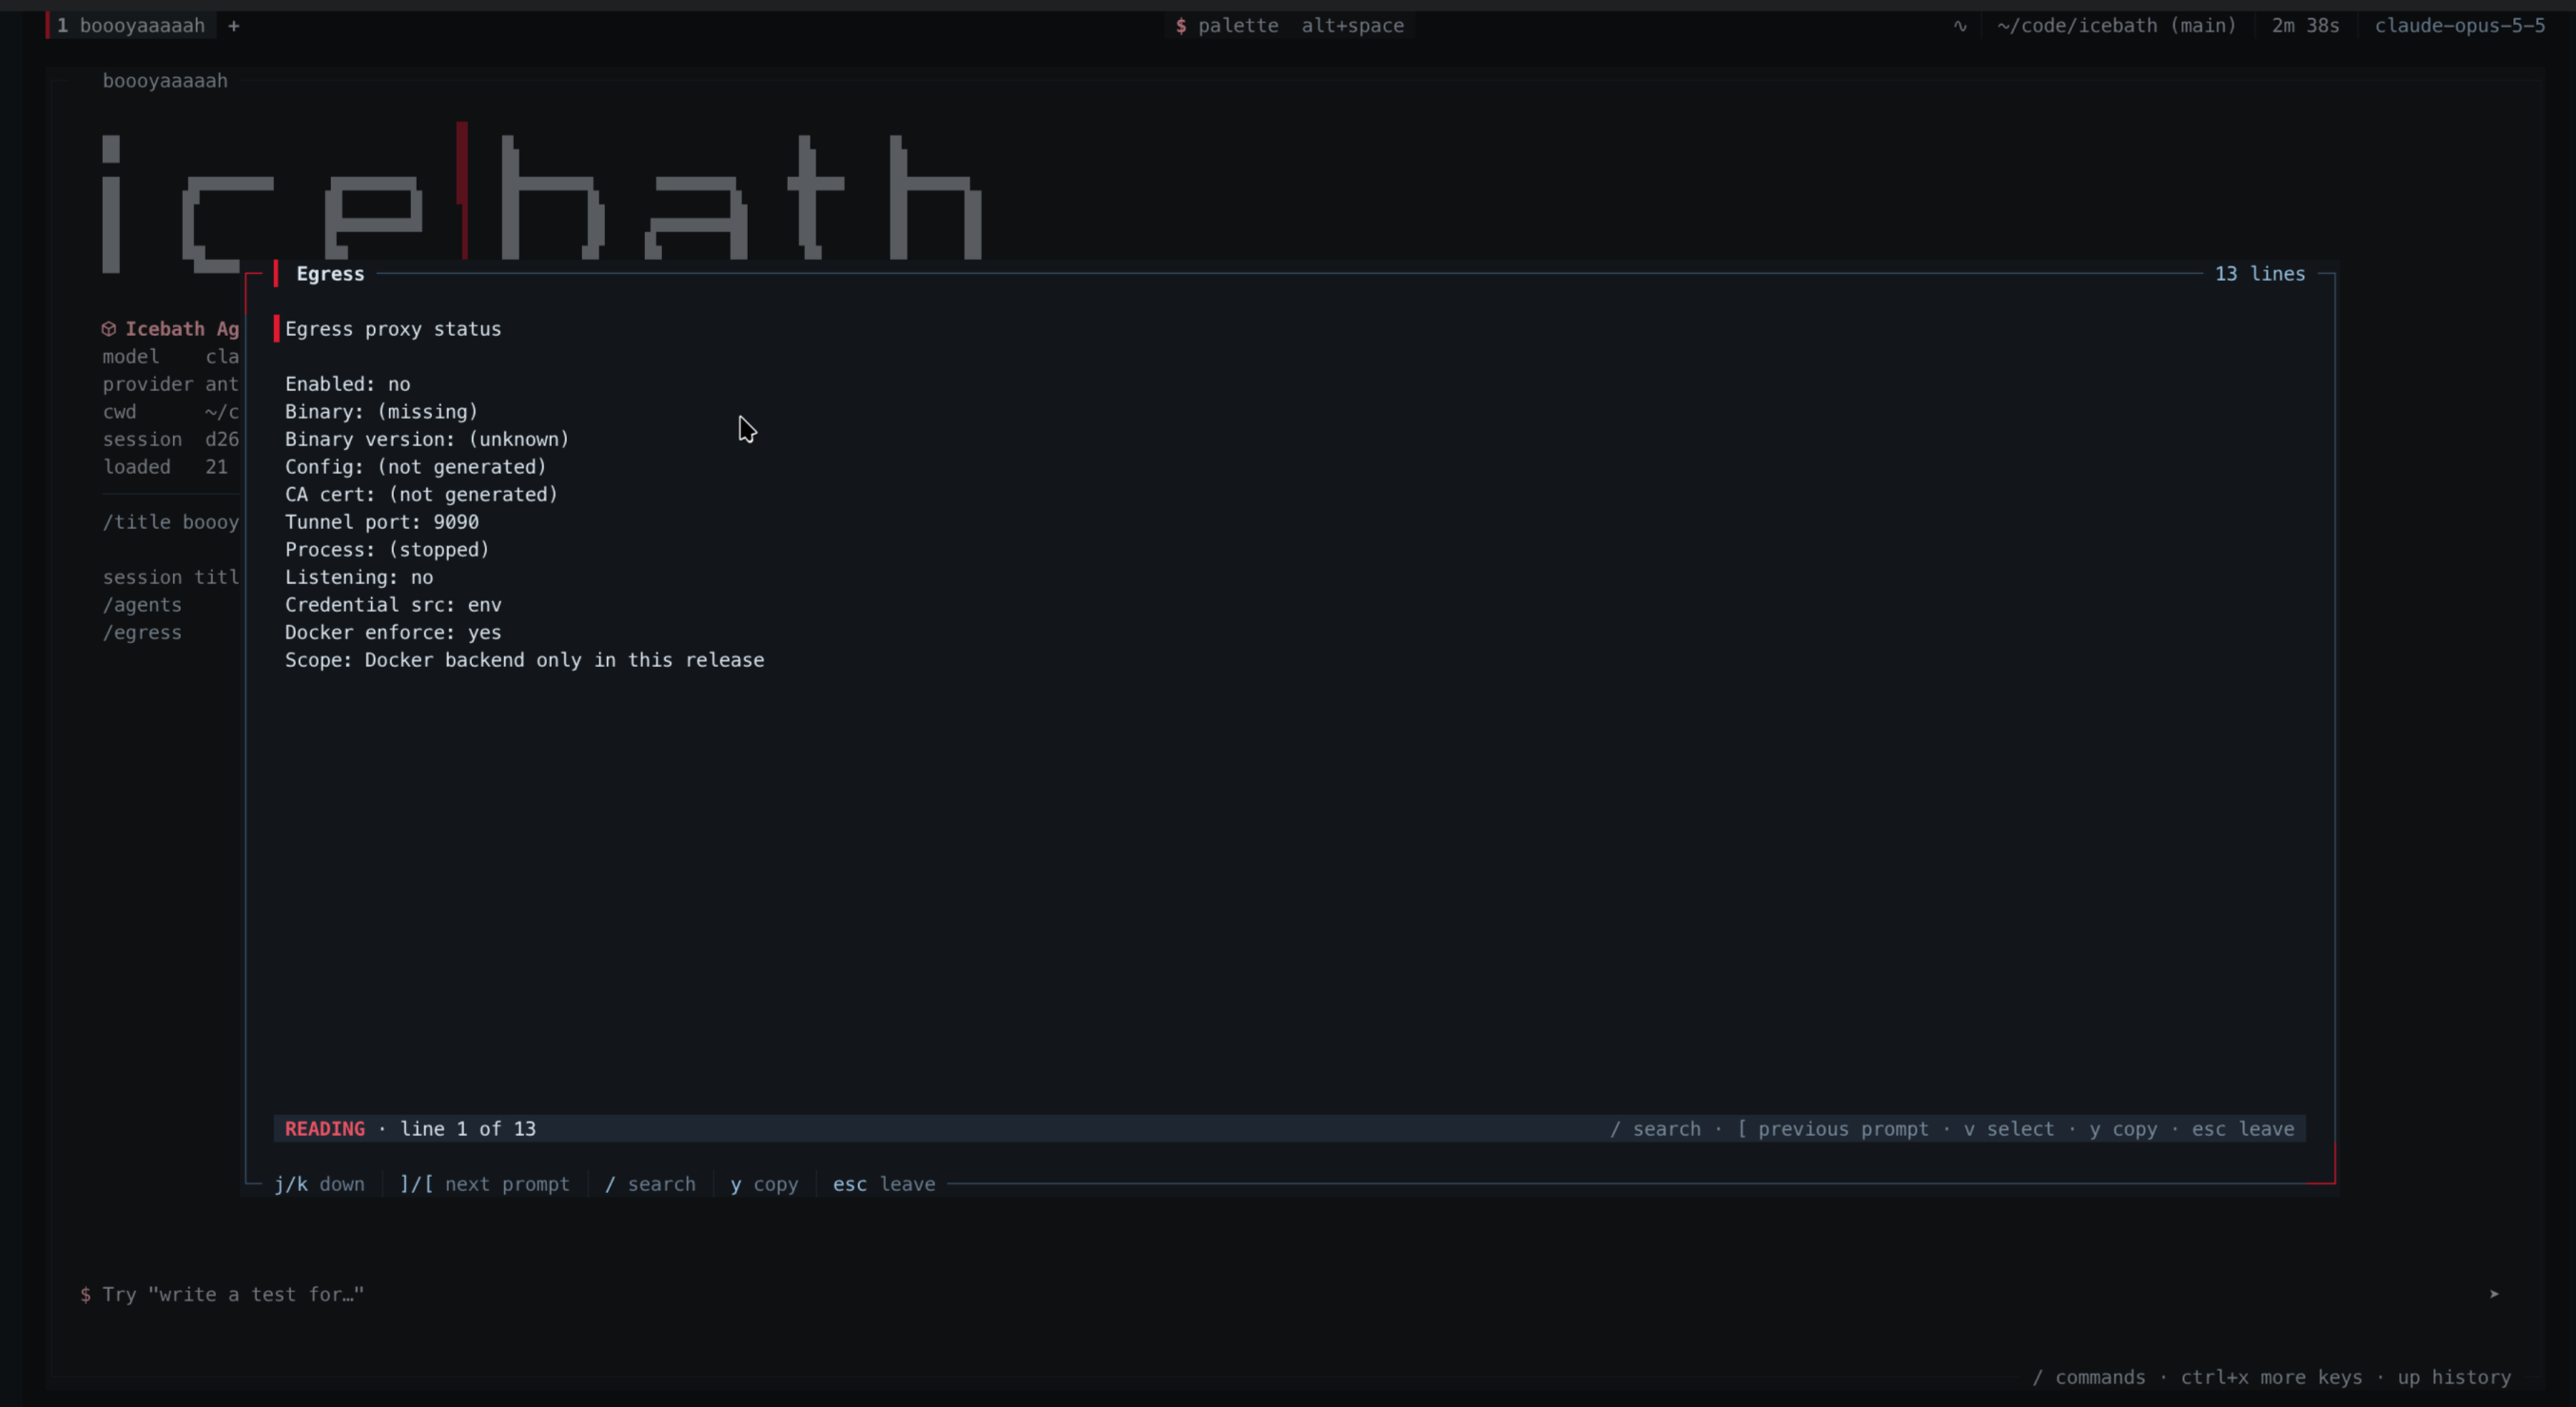 1 boooyaaaaah +
$ palette alt+space
∿ ~/code/icebath (main) 2m 38s claude-opus-5-5
boooyaaaaah
icebath
Egress 13 lines
Egress proxy status
Icebath Ag
model cla
provider ant
cwd ~/c
session d26
loaded 21
/title boooy
session titl
/agents
/egress
Enabled: no
Binary: (missing)
Binary version: (unknown)
Config: (not generated)
CA cert: (not generated)
Tunnel port: 9090
Process: (stopped)
Listening: no
Credential src: env
Docker enforce: yes
Scope: Docker backend only in this release
READING · line 1 of 13 / search · [ previous prompt · v select · y copy · esc leave
j/k down ]/[ next prompt / search y copy esc leave
$ Try "write a test for…" ➤
/ commands · ctrl+x more keys · up history